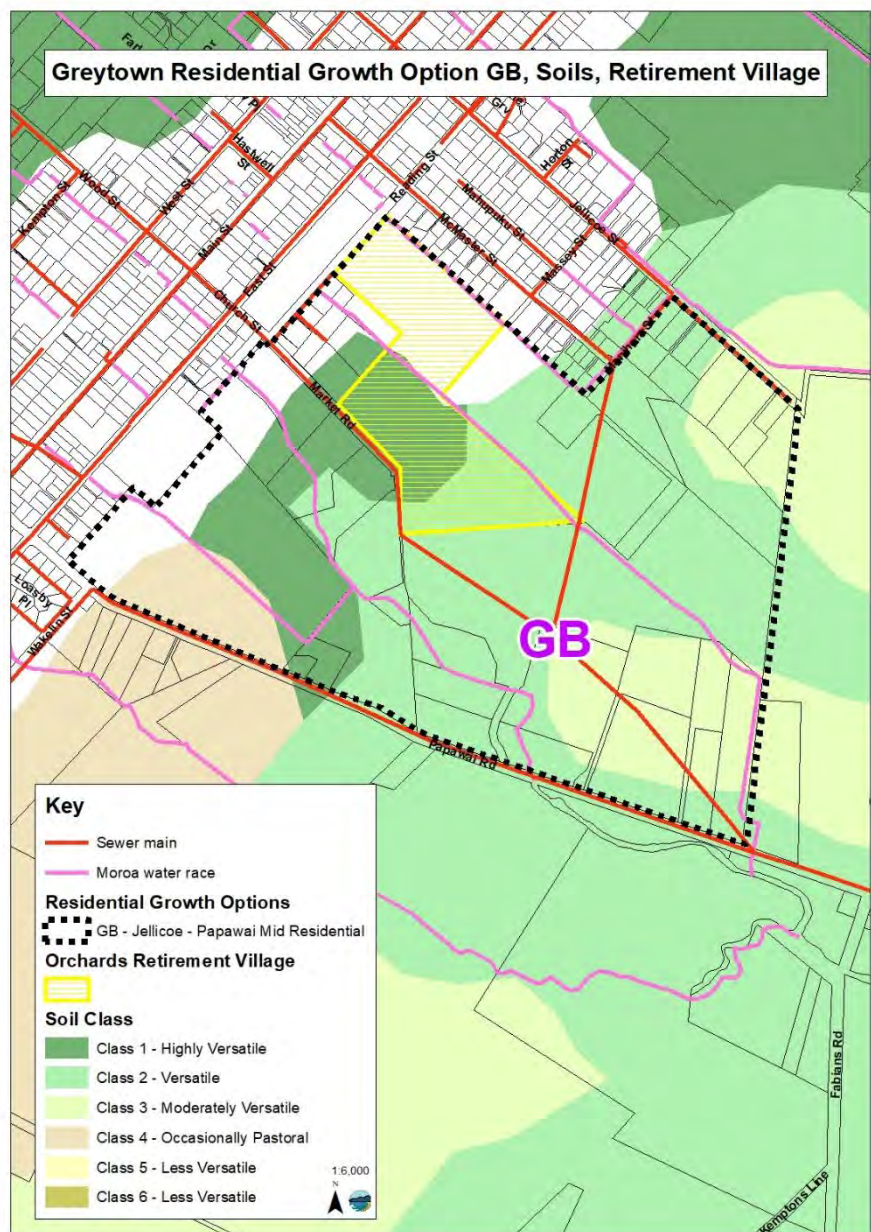 Greytown Residential Growth Option GB, Soils, Retirement Village
Hastwell St
Wood St
West St
Kempton St
Main St
East St
Church St
Reading St
Horton St
Mahupuku St
Jellicoe St
McMaster St
Massey St
Market Rd
Loasby Pl
Wakelin St
GB
Papawai Rd
Fabians Rd
Kemptons Line
Key
Sewer main
Moroa water race
Residential Growth Options
GB - Jellicoe - Papawai Mid Residential
Orchards Retirement Village
Soil Class
Class 1 - Highly Versatile
Class 2 - Versatile
Class 3 - Moderately Versatile
Class 4 - Occasionally Pastoral
Class 5 - Less Versatile
Class 6 - Less Versatile
1:6,000
N